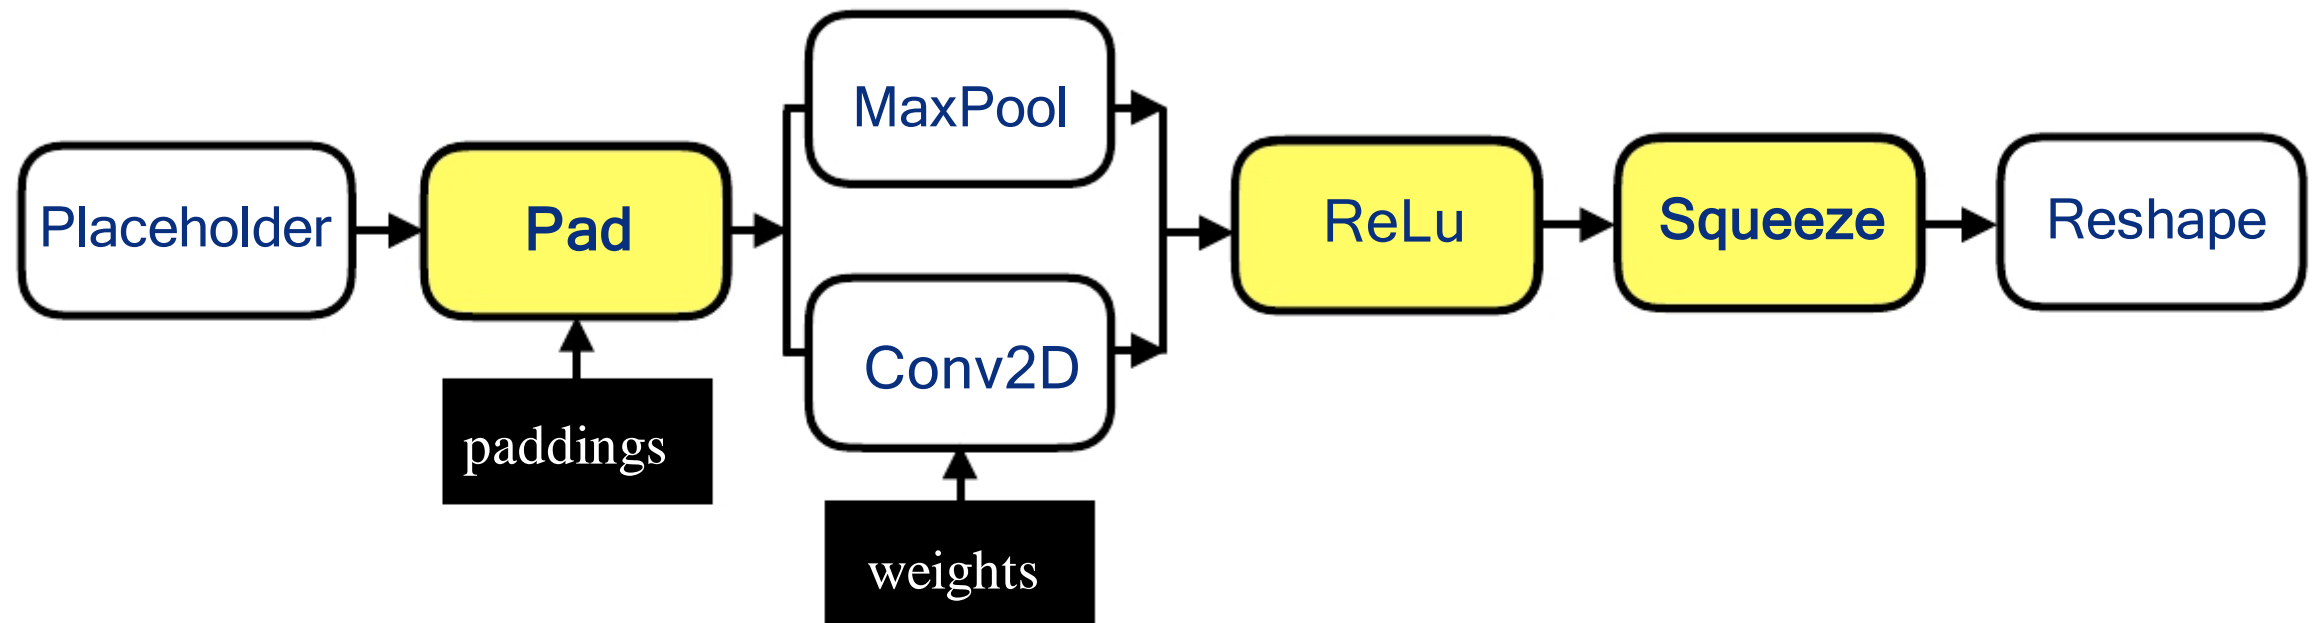 Placeholder
Pad
paddings
MaxPool
Conv2D
weights
ReLu
Squeeze
Reshape